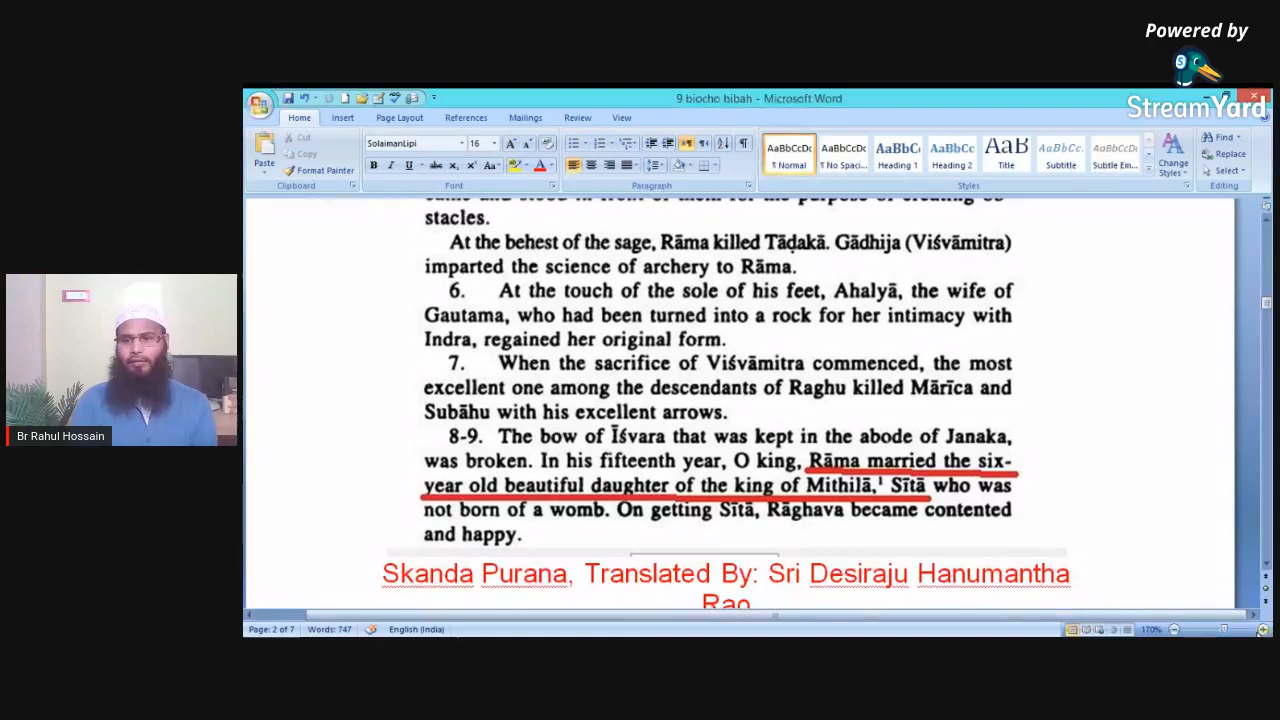 Powered by
StreamYard
9 biocho bibah - Microsoft Word
Home Insert Page Layout References Mailings Review View
Cut
Copy
Format Painter
Paste
SolaimanLipi 16
AaBbCcDc AaBbCcDc AaBbC AaBbCc AaB AaBbCc. AaBbCcDc
¶ Normal ¶ No Spaci... Heading 1 Heading 2 Title Subtitle Subtle Em...
Change Styles
Find
Replace
Select
Clipboard Font Paragraph Styles Editing
stacles.
At the behest of the sage, Rāma killed Tāḍakā. Gādhija (Viśvāmitra)
imparted the science of archery to Rāma.
6. At the touch of the sole of his feet, Ahalyā, the wife of
Gautama, who had been turned into a rock for her intimacy with
Indra, regained her original form.
7. When the sacrifice of Viśvāmitra commenced, the most
excellent one among the descendants of Raghu killed Mārīca and
Subāhu with his excellent arrows.
8-9. The bow of Īśvara that was kept in the abode of Janaka,
was broken. In his fifteenth year, O king, Rāma married the six-
year old beautiful daughter of the king of Mithilā,¹ Sītā who was
not born of a womb. On getting Sītā, Rāghava became contented
and happy.
Skanda Purana, Translated By: Sri Desiraju Hanumantha
Rao
Page: 2 of 7 Words: 747 English (India) 170%
Br Rahul Hossain